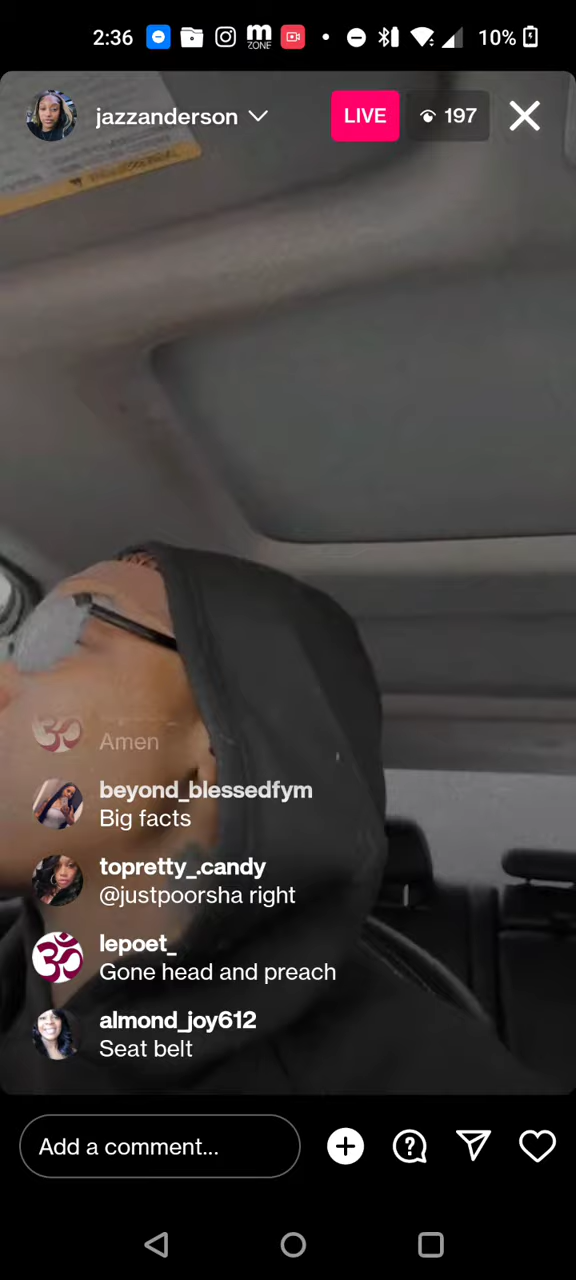 2:36
m
ZONE
10%
jazzanderson
LIVE
197
Amen
beyond_blessedfym
Big facts
topretty_.candy
@justpoorsha right
lepoet_
Gone head and preach
almond_joy612
Seat belt
Add a comment...